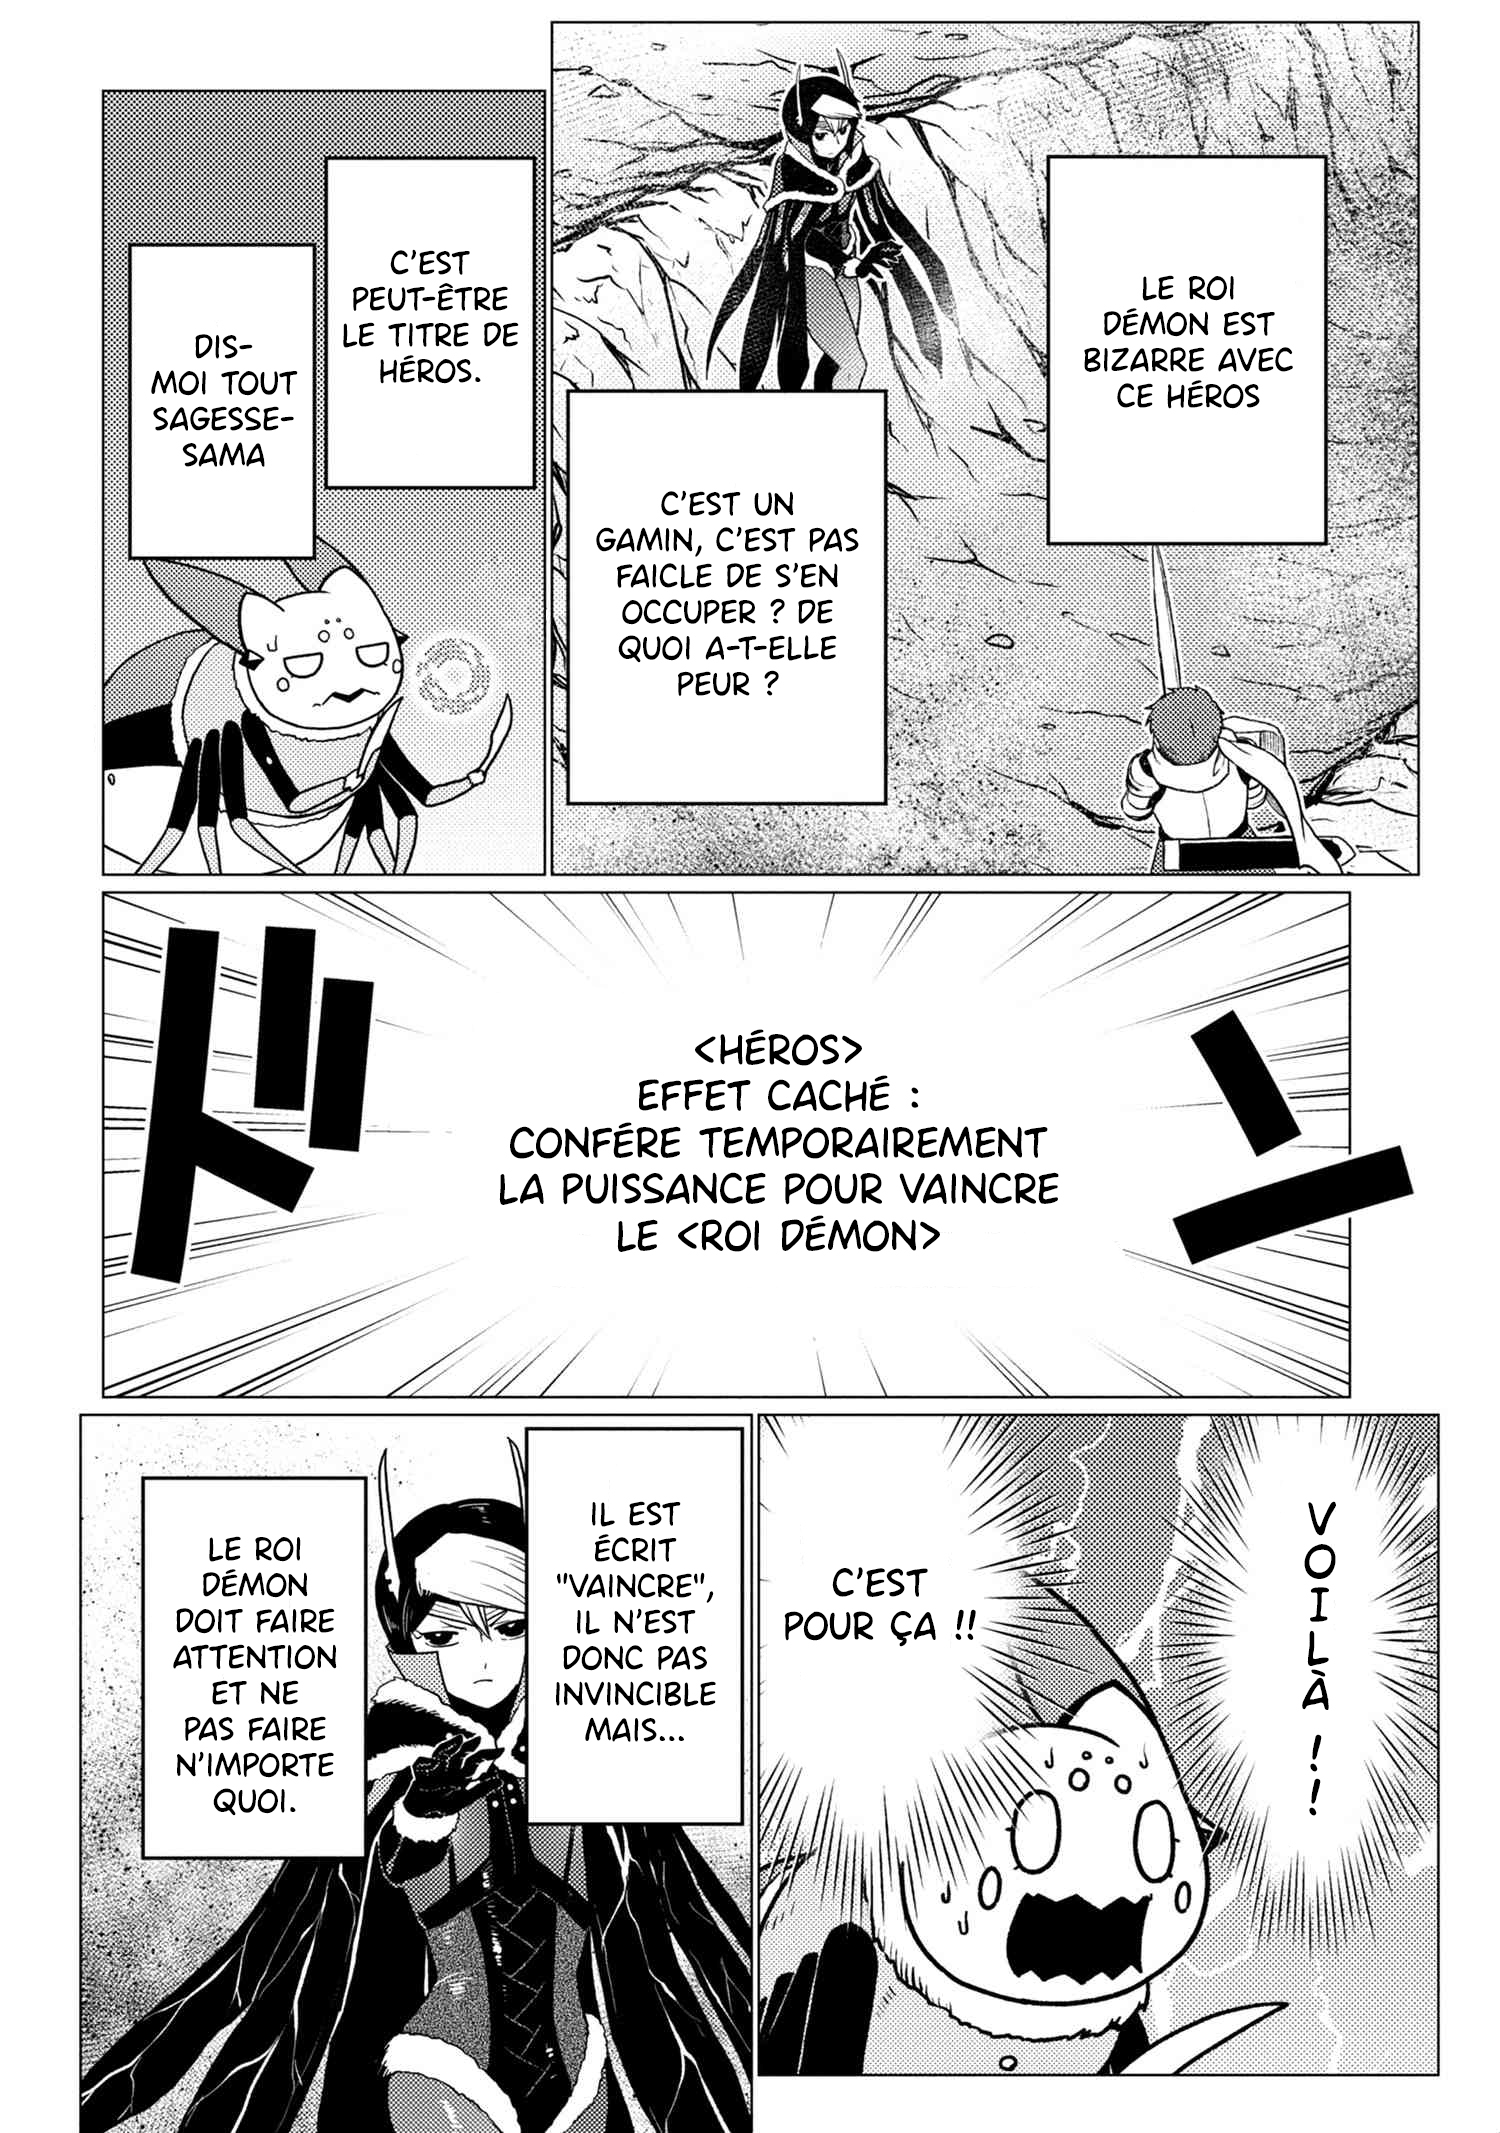 LE ROI
DÉMON EST
BIZARRE AVEC
CE HÉROS
C'EST UN
GAMIN, C'EST PAS
FAICLE DE S'EN
OCCUPER ? DE
QUOI A-T-ELLE
PEUR ?
C'EST
PEUT-ÊTRE
LE TITRE DE
HÉROS.
DIS-
MOI TOUT
SAGESSE-
SAMA
<HÉROS>
EFFET CACHÉ :
CONFÉRE TEMPORAIREMENT
LA PUISSANCE POUR VAINCRE
LE <ROI DÉMON>
ドン
VOILÀ !!
C'EST
POUR ÇA !!
IL EST
ÉCRIT
"VAINCRE",
IL N'EST
DONC PAS
INVINCIBLE
MAIS...
LE ROI
DÉMON
DOIT FAIRE
ATTENTION
ET NE
PAS FAIRE
N'IMPORTE
QUOI.